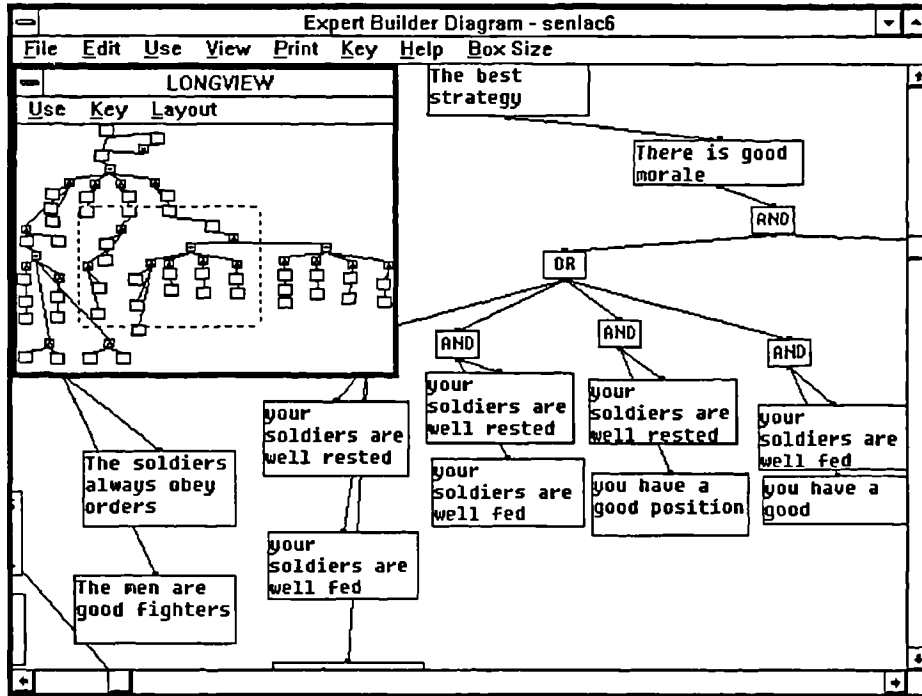 Expert Builder Diagram - senlac6
File Edit Use View Print Key Help Box Size
LONGVIEW
Use Key Layout
The best
strategy
There is good
morale
AND
OR
AND
AND
AND
your
soldiers are
well rested
your
soldiers are
well rested
your
soldiers are
well rested
your
soldiers are
well fed
The soldiers
always obey
orders
your
soldiers are
well fed
you have a
good position
you have a
good
your
soldiers are
well fed
The men are
good fighters